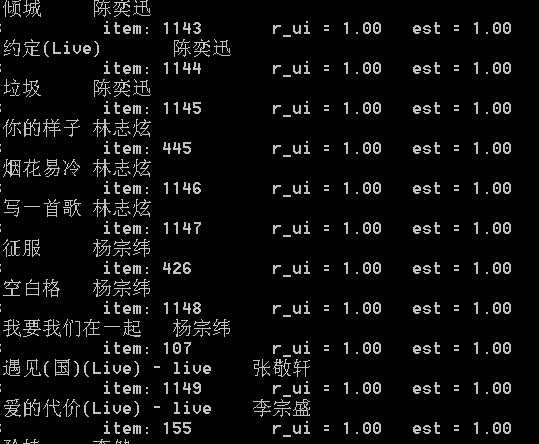 倾城 陈奕迅
: item: 1143 r_ui = 1.00 est = 1.00
约定(Live) 陈奕迅
: item: 1144 r_ui = 1.00 est = 1.00
垃圾 陈奕迅
: item: 1145 r_ui = 1.00 est = 1.00
你的样子 林志炫
: item: 445 r_ui = 1.00 est = 1.00
烟花易冷 林志炫
: item: 1146 r_ui = 1.00 est = 1.00
写一首歌 林志炫
: item: 1147 r_ui = 1.00 est = 1.00
征服 杨宗纬
: item: 426 r_ui = 1.00 est = 1.00
空白格 杨宗纬
: item: 1148 r_ui = 1.00 est = 1.00
我要我们在一起 杨宗纬
: item: 107 r_ui = 1.00 est = 1.00
遇见(国)(Live) - live 张敬轩
: item: 1149 r_ui = 1.00 est = 1.00
爱的代价(Live) - live 李宗盛
: item: 155 r_ui = 1.00 est = 1.00